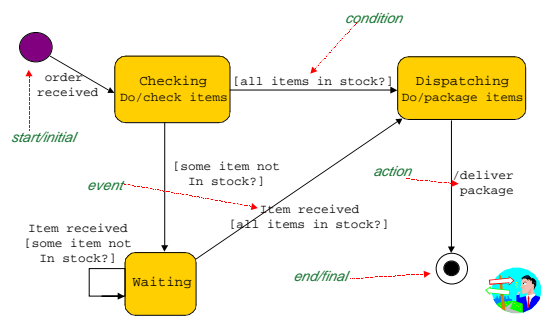 condition
Checking
Do/check items
[all items in stock?]
Dispatching
Do/package items
order
received
start/initial
[some item not
In stock?]
action
/deliver
package
event
Item received
[all items in stock?]
Item received
[some item not
In stock?]
Waiting
end/final